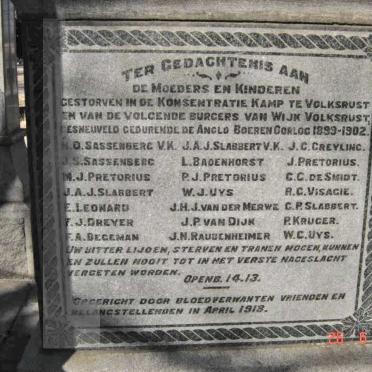 TER GEDACHTENIS AAN
DE MOEDERS EN KINDEREN
GESTORVEN IN DE KONSENTRATIE KAMP TE VOLKSRUST
EN VAN DE VOLGENDE BURGERS VAN WIJK VOLKSRUST,
GESNEUVELD GEDURENDE DE ANGLO BOEREN OORLOG 1899-1902.
H.O. SASSENBERG V.K. J.A.J. SLABBERT V.K. J.C. GREYLING.
J.S. SASSENBERG L. BADENHORST J. PRETORIUS.
M.J. PRETORIUS P.J. PRETORIUS C.C. DE SMIDT.
J.A.J. SLABBERT W.J. UYS R.G. VISAGIE.
E. LEONARD J.H.J. VAN DER MERWE G.P. SLABBERT.
T.J. DREYER J.P. VAN DIJK P. KRUGER.
F.A. BEGEMAN J.N. RAUBENHEIMER W.C. UYS.
UW BITTER LIJDEN, STERVEN EN TRANEN MOGEN, KUNNEN
EN ZULLEN NOOIT TOT IN HET VERSTE NAGESLACHT
VERGETEN WORDEN.
OPENB. 14.13.
OPGERICHT DOOR BLOEDVERWANTEN VRIENDEN EN
BELANGSTELLENDEN IN APRIL 1913.